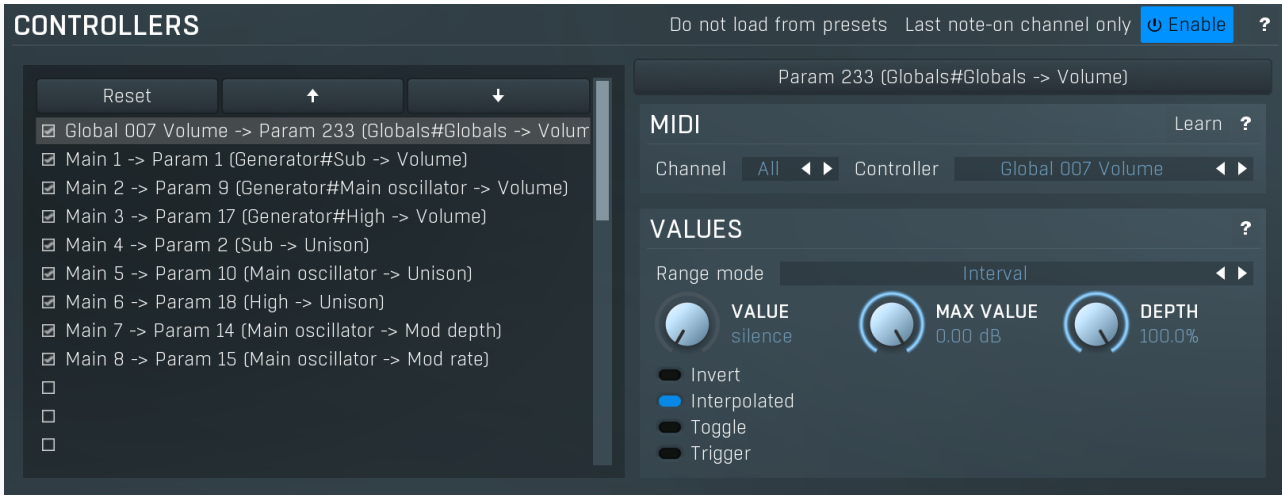 CONTROLLERS
Do not load from presets Last note-on channel only Enable ?
Reset
Global 007 Volume -> Param 233 (Globals#Globals -> Volum
Main 1 -> Param 1 (Generator#Sub -> Volume)
Main 2 -> Param 9 (Generator#Main oscillator -> Volume)
Main 3 -> Param 17 (Generator#High -> Volume)
Main 4 -> Param 2 (Sub -> Unison)
Main 5 -> Param 10 (Main oscillator -> Unison)
Main 6 -> Param 18 (High -> Unison)
Main 7 -> Param 14 (Main oscillator -> Mod depth)
Main 8 -> Param 15 (Main oscillator -> Mod rate)
Param 233 (Globals#Globals -> Volume)
MIDI Learn ?
Channel All Controller Global 007 Volume
VALUES ?
Range mode Interval
VALUE
silence
MAX VALUE
0.00 dB
DEPTH
100.0%
Invert
Interpolated
Toggle
Trigger